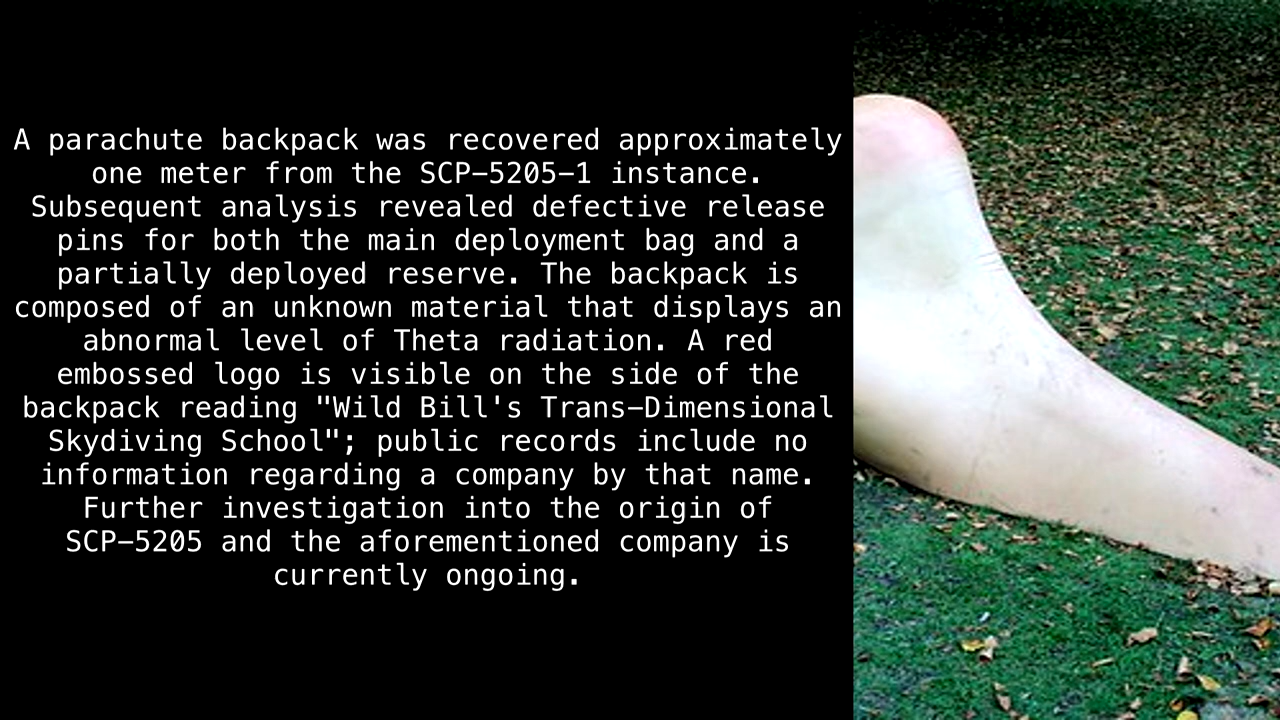 A parachute backpack was recovered approximately
one meter from the SCP-5205-1 instance.
Subsequent analysis revealed defective release
pins for both the main deployment bag and a
partially deployed reserve. The backpack is
composed of an unknown material that displays an
abnormal level of Theta radiation. A red
embossed logo is visible on the side of the
backpack reading "Wild Bill's Trans-Dimensional
Skydiving School"; public records include no
information regarding a company by that name.
Further investigation into the origin of
SCP-5205 and the aforementioned company is
currently ongoing.